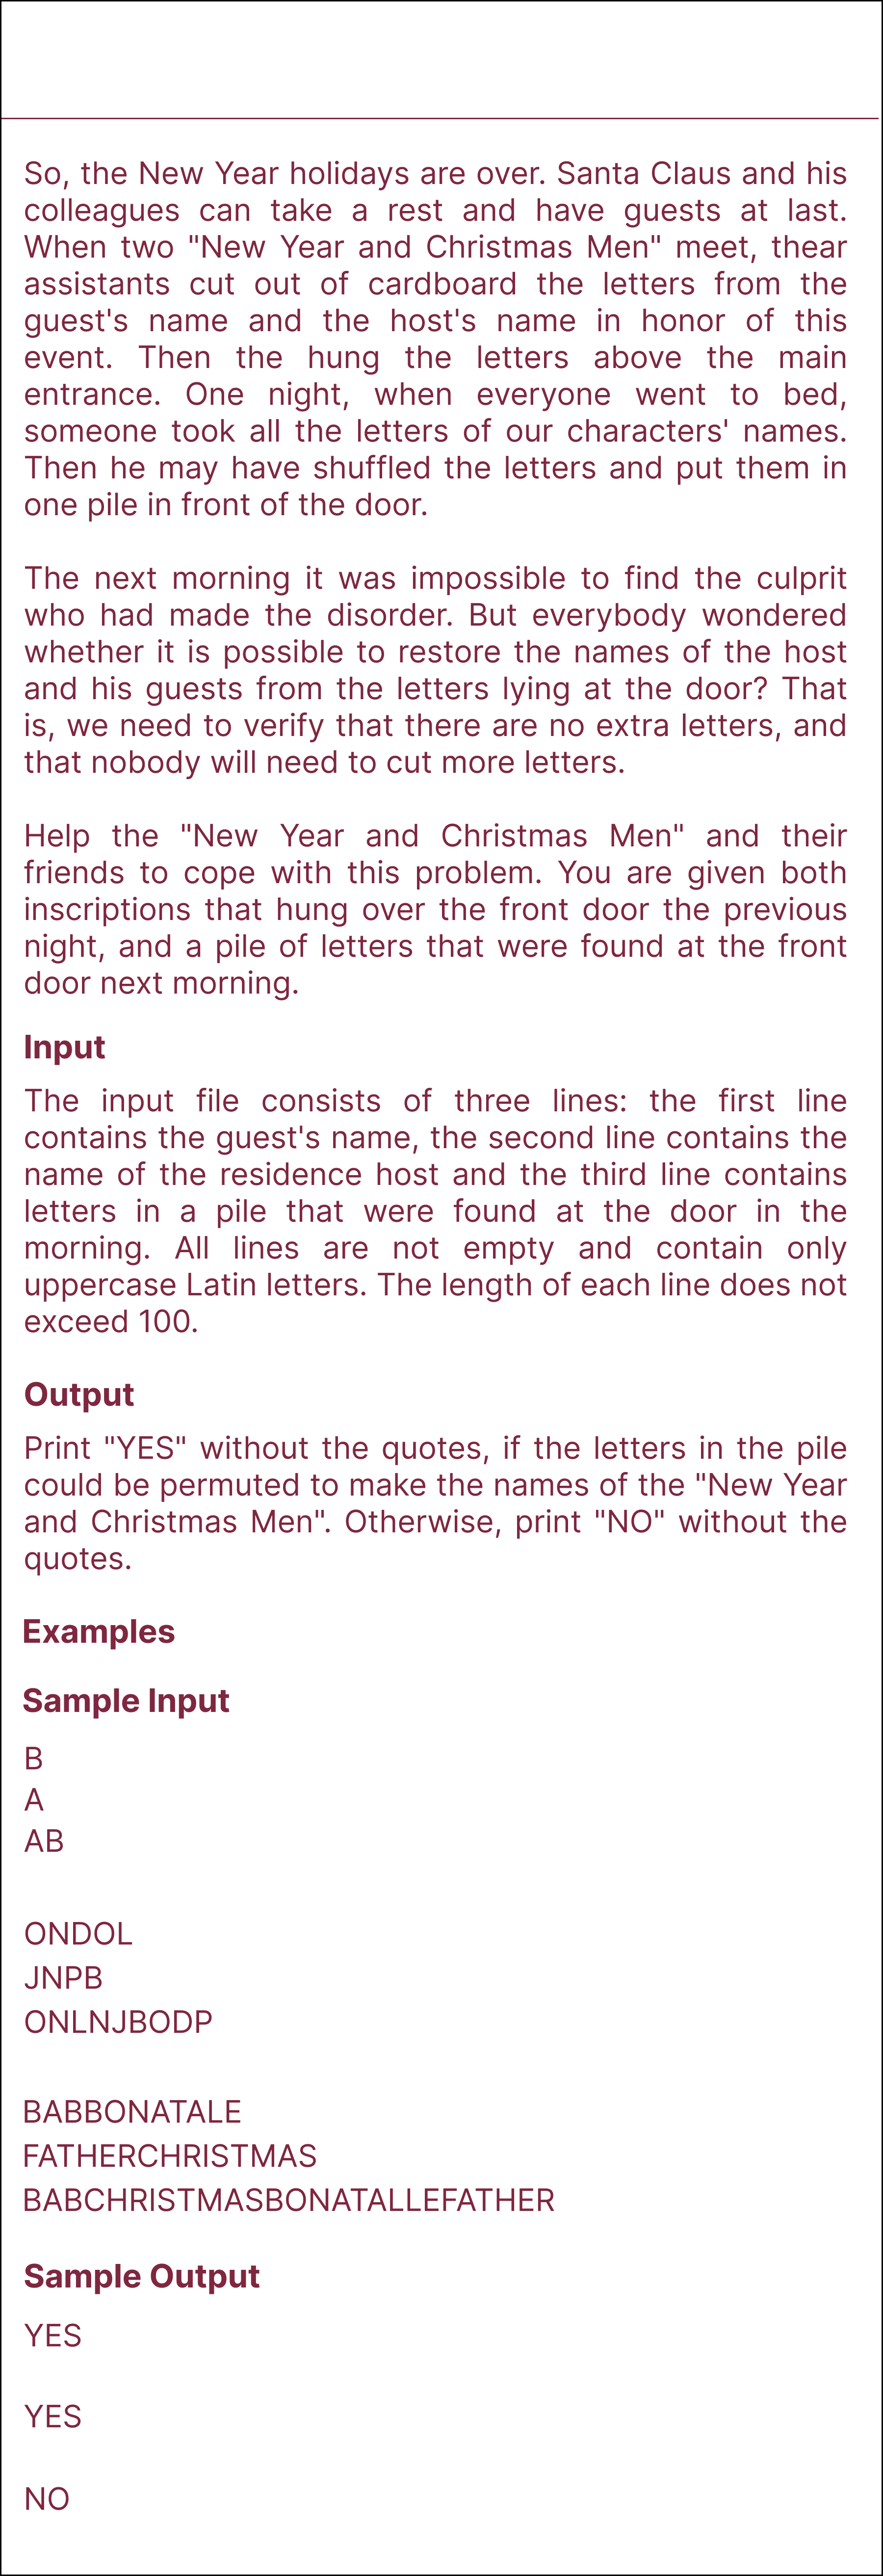 So, the New Year holidays are over. Santa Claus and his
colleagues can take a rest and have guests at last.
When two "New Year and Christmas Men" meet, thear
assistants cut out of cardboard the letters from the
guest's name and the host's name in honor of this
event. Then the hung the letters above the main
entrance. One night, when everyone went to bed,
someone took all the letters of our characters' names.
Then he may have shuffled the letters and put them in
one pile in front of the door.
The next morning it was impossible to find the culprit
who had made the disorder. But everybody wondered
whether it is possible to restore the names of the host
and his guests from the letters lying at the door? That
is, we need to verify that there are no extra letters, and
that nobody will need to cut more letters.
Help the "New Year and Christmas Men" and their
friends to cope with this problem. You are given both
inscriptions that hung over the front door the previous
night, and a pile of letters that were found at the front
door next morning.
Input
The input file consists of three lines: the first line
contains the guest's name, the second line contains the
name of the residence host and the third line contains
letters in a pile that were found at the door in the
morning. All lines are not empty and contain only
uppercase Latin letters. The length of each line does not
exceed 100.
Output
Print "YES" without the quotes, if the letters in the pile
could be permuted to make the names of the "New Year
and Christmas Men". Otherwise, print "NO" without the
quotes.
Examples
Sample Input
B
A
AB
ONDOL
JNPB
ONLNJBODP
BABBONATALE
FATHERCHRISTMAS
BABCHRISTMASBONATALLEFATHER
Sample Output
YES
YES
NO